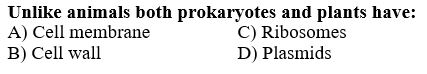 Unlike animals both prokaryotes and plants have:
A) Cell membrane C) Ribosomes
B) Cell wall D) Plasmids